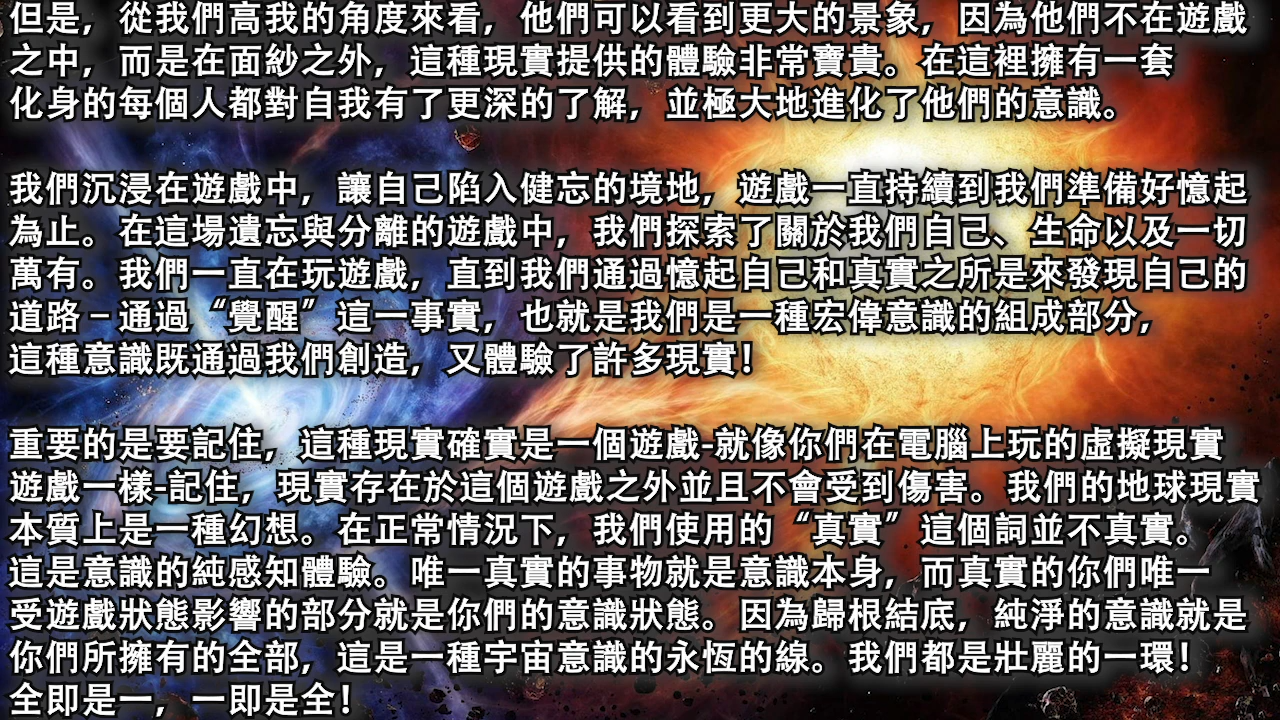 但是，從我們高我的角度來看，他們可以看到更大的景象，因為他們不在遊戲
之中，而是在面紗之外，這種現實提供的體驗非常寶貴。在這裡擁有一套
化身的每個人都對自我有了更深的了解，並極大地進化了他們的意識。
我們沉浸在遊戲中，讓自己陷入健忘的境地，遊戲一直持續到我們準備好憶起
為止。在這場遺忘與分離的遊戲中，我們探索了關於我們自己、生命以及一切
萬有。我們一直在玩遊戲，直到我們通過憶起自己和真實之所是來發現自己的
道路 – 通過“覺醒”這一事實，也就是我們是一種宏偉意識的組成部分，
這種意識既通過我們創造，又體驗了許多現實！
重要的是要記住，這種現實確實是一個遊戲-就像你們在電腦上玩的虛擬現實
遊戲一樣-記住，現實存在於這個遊戲之外並且不會受到傷害。我們的地球現實
本質上是一種幻想。在正常情況下，我們使用的“真實”這個詞並不真實。
這是意識的純感知體驗。唯一真實的事物就是意識本身，而真實的你們唯一
受遊戲狀態影響的部分就是你們的意識狀態。因為歸根結底，純淨的意識就是
你們所擁有的全部，這是一種宇宙意識的永恆的線。我們都是壯麗的一環！
全即是一，一即是全！